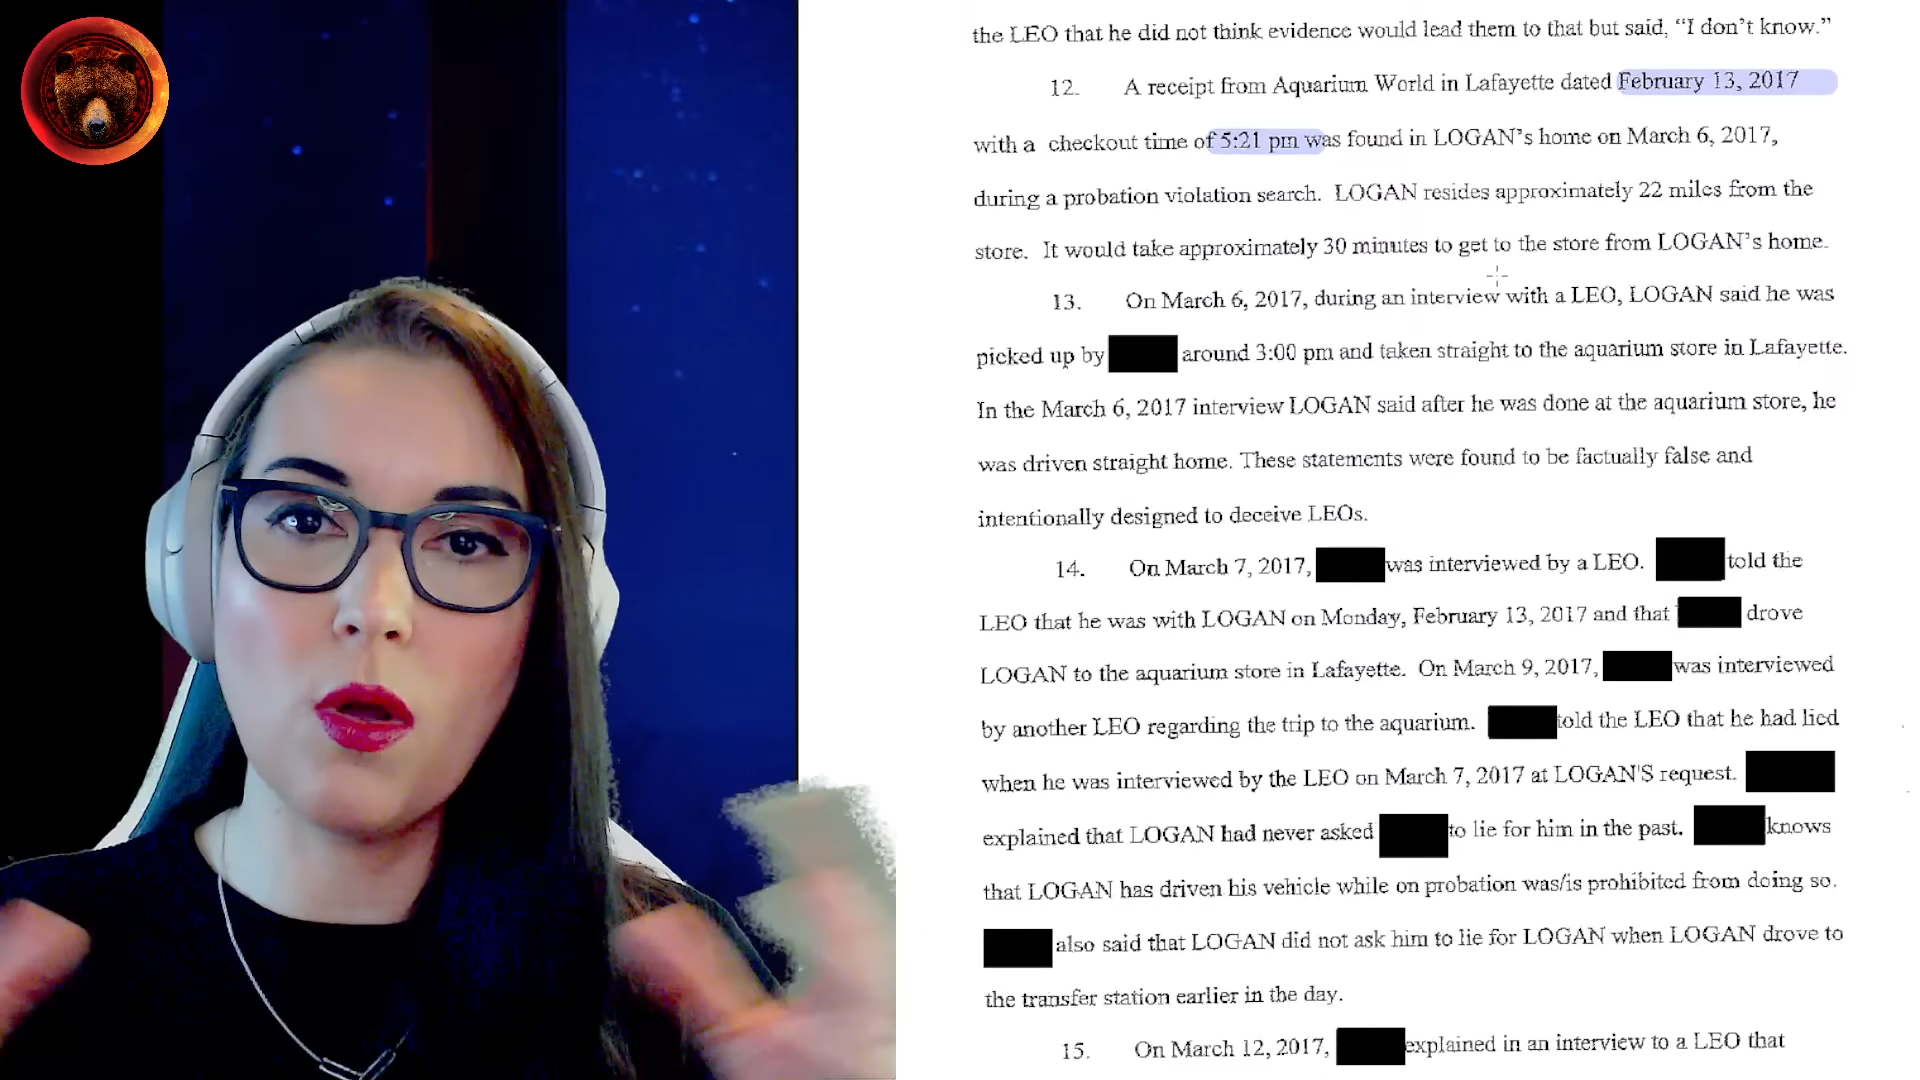 the LEO that he did not think evidence would lead them to that but said, “I don’t know.”
12. A receipt from Aquarium World in Lafayette dated February 13, 2017
with a checkout time of 5:21 pm was found in LOGAN’s home on March 6, 2017,
during a probation violation search. LOGAN resides approximately 22 miles from the
store. It would take approximately 30 minutes to get to the store from LOGAN’s home.
13. On March 6, 2017, during an interview with a LEO, LOGAN said he was
picked up by around 3:00 pm and taken straight to the aquarium store in Lafayette.
In the March 6, 2017 interview LOGAN said after he was done at the aquarium store, he
was driven straight home. These statements were found to be factually false and
intentionally designed to deceive LEOs.
14. On March 7, 2017, was interviewed by a LEO. told the
LEO that he was with LOGAN on Monday, February 13, 2017 and that drove
LOGAN to the aquarium store in Lafayette. On March 9, 2017, was interviewed
by another LEO regarding the trip to the aquarium. told the LEO that he had lied
when he was interviewed by the LEO on March 7, 2017 at LOGAN'S request.
explained that LOGAN had never asked to lie for him in the past. knows
that LOGAN has driven his vehicle while on probation was/is prohibited from doing so.
also said that LOGAN did not ask him to lie for LOGAN when LOGAN drove to
the transfer station earlier in the day.
15. On March 12, 2017, explained in an interview to a LEO that